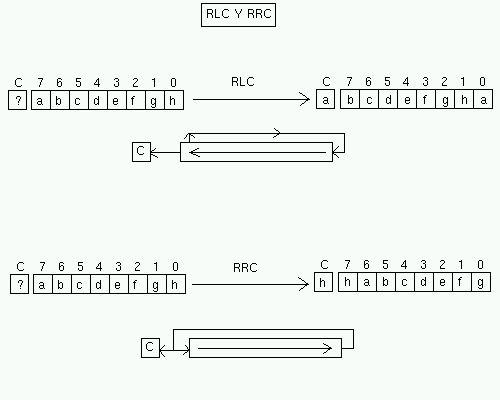 RLC Y RRC
C 7 6 5 4 3 2 1 0 RLC C 7 6 5 4 3 2 1 0
? a b c d e f g h a b c d e f g h a
C
C 7 6 5 4 3 2 1 0 RRC C 7 6 5 4 3 2 1 0
? a b c d e f g h h h a b c d e f g
C